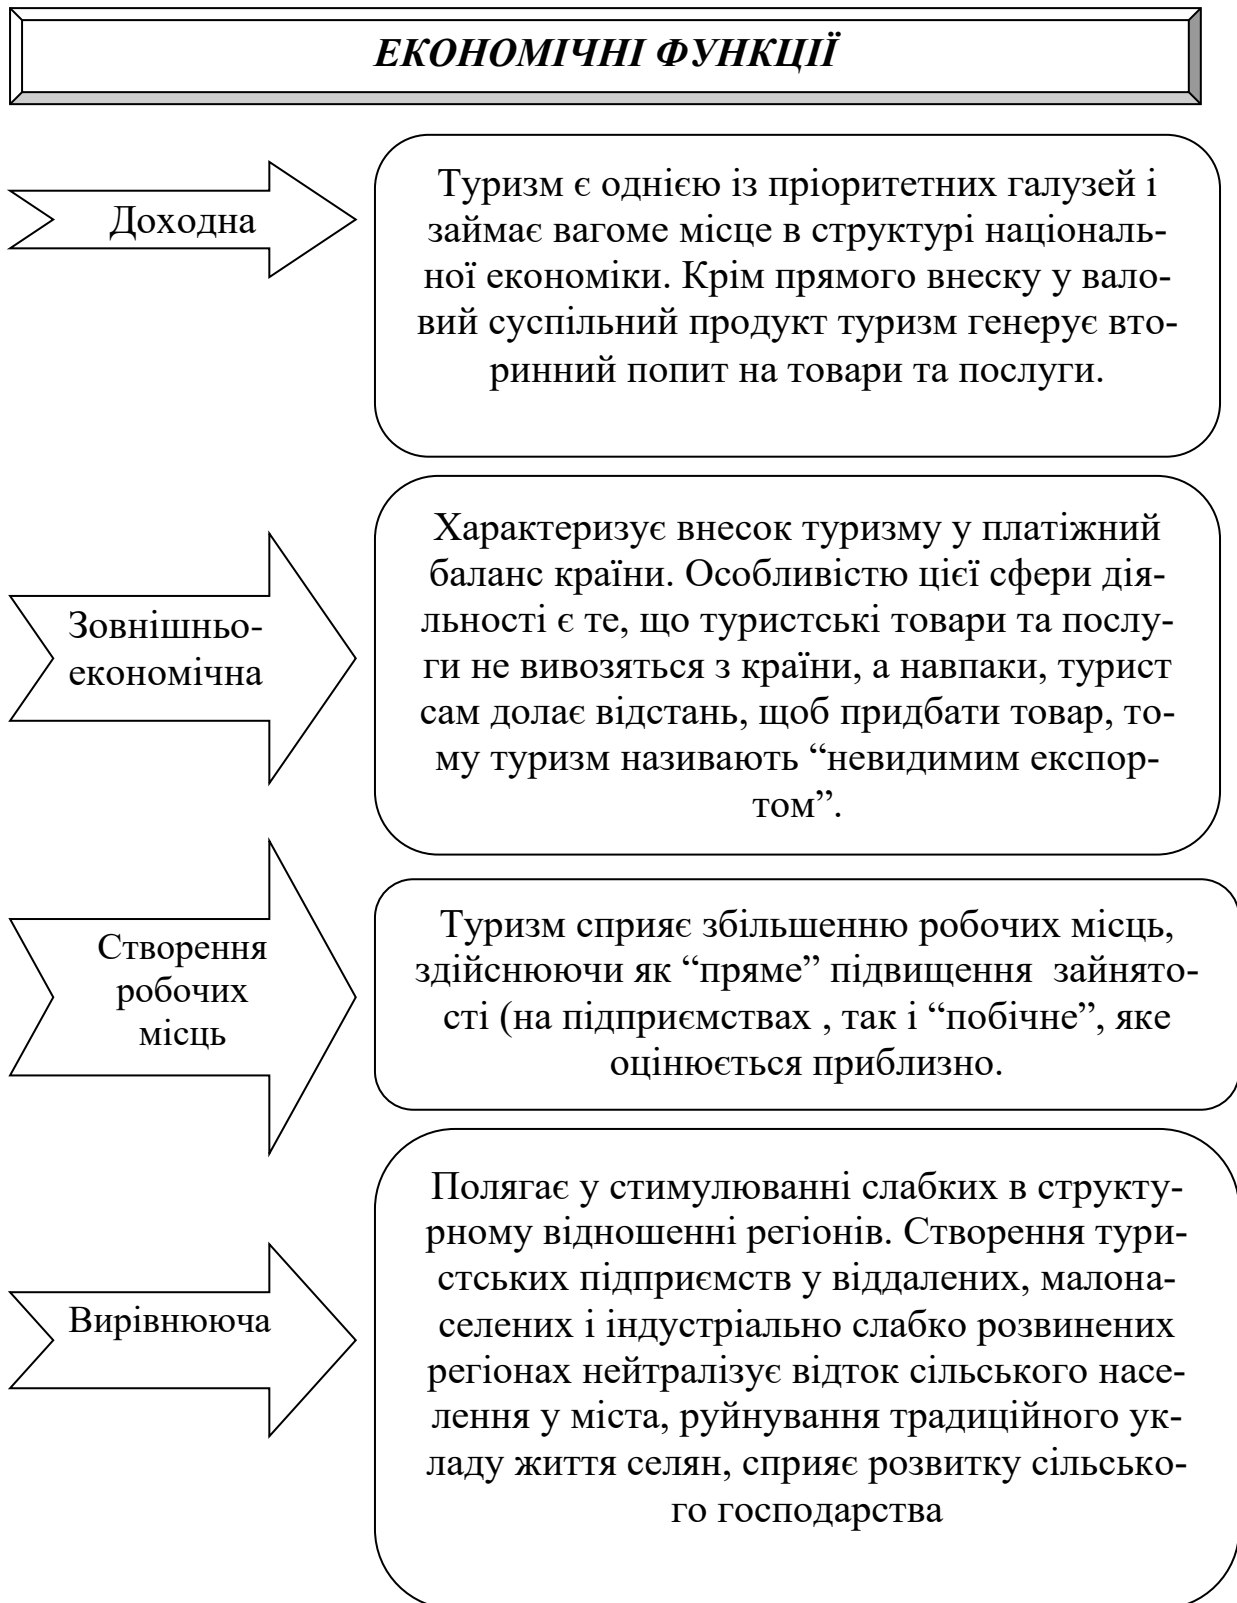 ЕКОНОМІЧНІ ФУНКЦІЇ
Доходна
Туризм є однією із пріоритетних галузей і
займає вагоме місце в структурі національ-
ної економіки. Крім прямого внеску у вало-
вий суспільний продукт туризм генерує вто-
ринний попит на товари та послуги.
Зовнішньо-
економічна
Характеризує внесок туризму у платіжний
баланс країни. Особливістю цієї сфери дія-
льності є те, що туристські товари та послу-
ги не вивозяться з країни, а навпаки, турист
сам долає відстань, щоб придбати товар, то-
му туризм називають “невидимим експор-
том”.
Створення
робочих
місць
Туризм сприяє збільшенню робочих місць,
здійснюючи як “пряме” підвищення  зайнято-
сті (на підприємствах , так і “побічне”, яке
оцінюється приблизно.
Вирівнююча
Полягає у стимулюванні слабких в структу-
рному відношенні регіонів. Створення тури-
стських підприємств у віддалених, малона-
селених і індустріально слабко розвинених
регіонах нейтралізує відток сільського насе-
лення у міста, руйнування традиційного ук-
ладу життя селян, сприяє розвитку сільсько-
го господарства